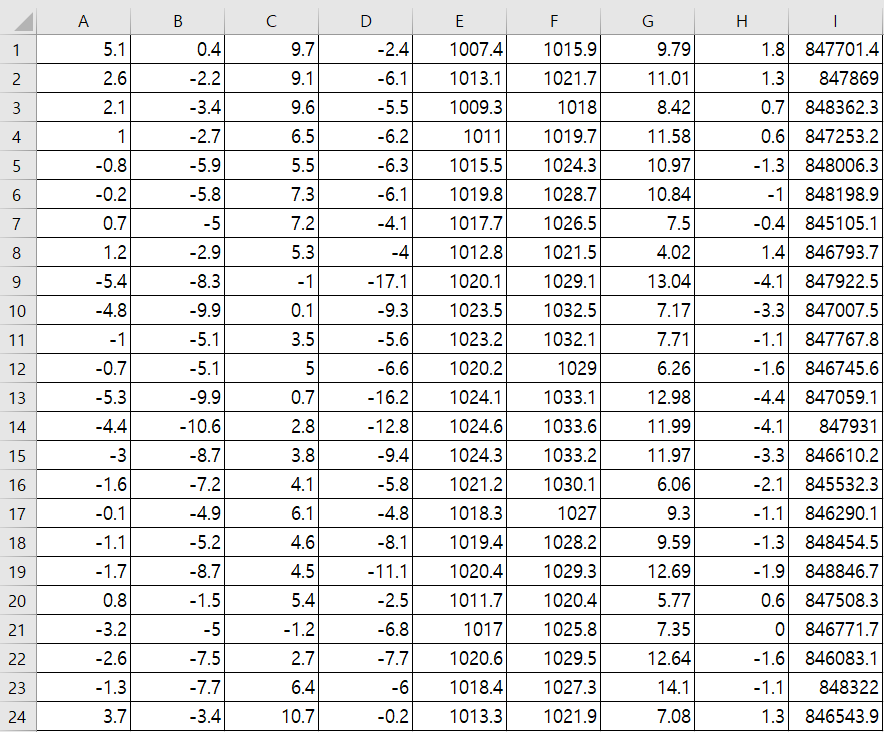 A B C D E F G H I
1 5.1 0.4 9.7 -2.4 1007.4 1015.9 9.79 1.8 847701.4
2 2.6 -2.2 9.1 -6.1 1013.1 1021.7 11.01 1.3 847869
3 2.1 -3.4 9.6 -5.5 1009.3 1018 8.42 0.7 848362.3
4 1 -2.7 6.5 -6.2 1011 1019.7 11.58 0.6 847253.2
5 -0.8 -5.9 5.5 -6.3 1015.5 1024.3 10.97 -1.3 848006.3
6 -0.2 -5.8 7.3 -6.1 1019.8 1028.7 10.84 -1 848198.9
7 0.7 -5 7.2 -4.1 1017.7 1026.5 7.5 -0.4 845105.1
8 1.2 -2.9 5.3 -4 1012.8 1021.5 4.02 1.4 846793.7
9 -5.4 -8.3 -1 -17.1 1020.1 1029.1 13.04 -4.1 847922.5
10 -4.8 -9.9 0.1 -9.3 1023.5 1032.5 7.17 -3.3 847007.5
11 -1 -5.1 3.5 -5.6 1023.2 1032.1 7.71 -1.1 847767.8
12 -0.7 -5.1 5 -6.6 1020.2 1029 6.26 -1.6 846745.6
13 -5.3 -9.9 0.7 -16.2 1024.1 1033.1 12.98 -4.4 847059.1
14 -4.4 -10.6 2.8 -12.8 1024.6 1033.6 11.99 -4.1 847931
15 -3 -8.7 3.8 -9.4 1024.3 1033.2 11.97 -3.3 846610.2
16 -1.6 -7.2 4.1 -5.8 1021.2 1030.1 6.06 -2.1 845532.3
17 -0.1 -4.9 6.1 -4.8 1018.3 1027 9.3 -1.1 846290.1
18 -1.1 -5.2 4.6 -8.1 1019.4 1028.2 9.59 -1.3 848454.5
19 -1.7 -8.7 4.5 -11.1 1020.4 1029.3 12.69 -1.9 848846.7
20 0.8 -1.5 5.4 -2.5 1011.7 1020.4 5.77 0.6 847508.3
21 -3.2 -5 -1.2 -6.8 1017 1025.8 7.35 0 846771.7
22 -2.6 -7.5 2.7 -7.7 1020.6 1029.5 12.64 -1.6 846083.1
23 -1.3 -7.7 6.4 -6 1018.4 1027.3 14.1 -1.1 848322
24 3.7 -3.4 10.7 -0.2 1013.3 1021.9 7.08 1.3 846543.9